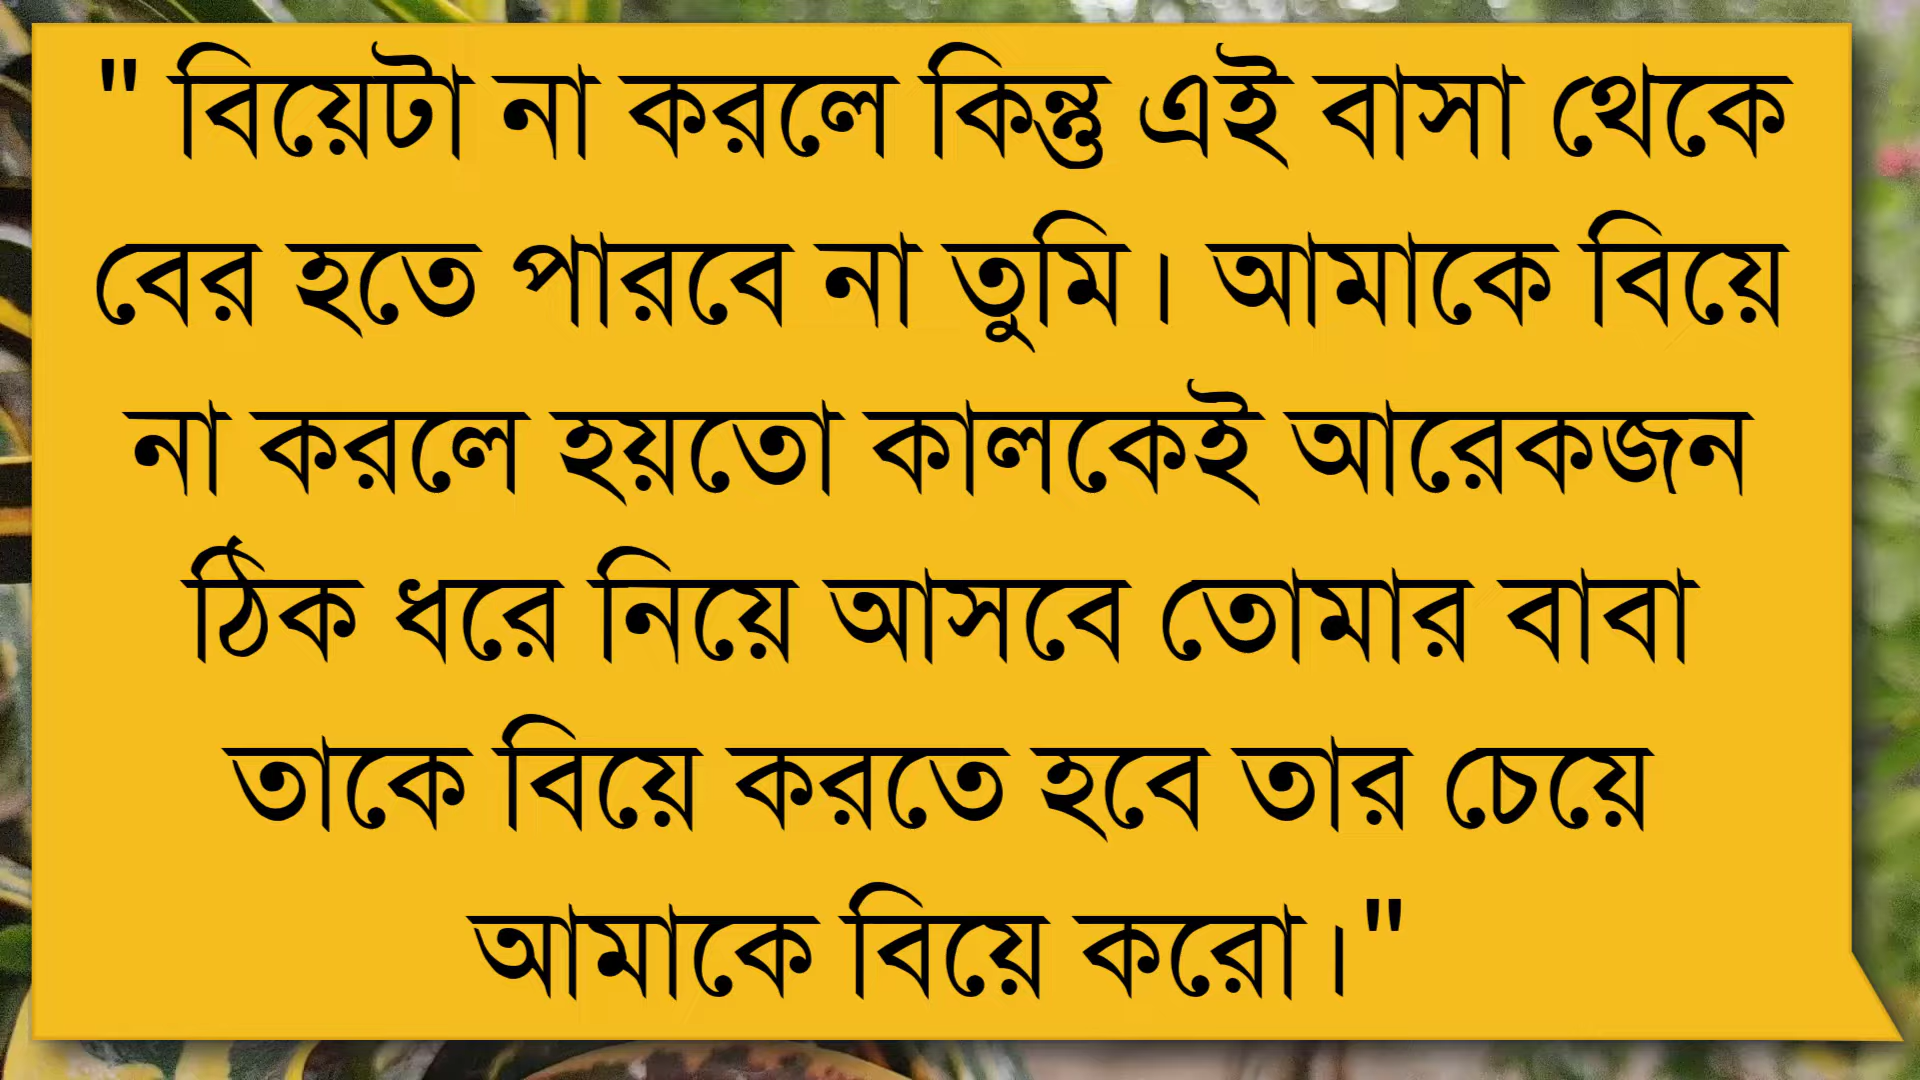 " বিয়েটা না করলে কিন্তু এই বাসা থেকে
বের হতে পারবে না তুমি। আমাকে বিয়ে
না করলে হয়তো কালকেই আরেকজন
ঠিক ধরে নিয়ে আসবে তোমার বাবা
তাকে বিয়ে করতে হবে তার চেয়ে
আমাকে বিয়ে করো।"